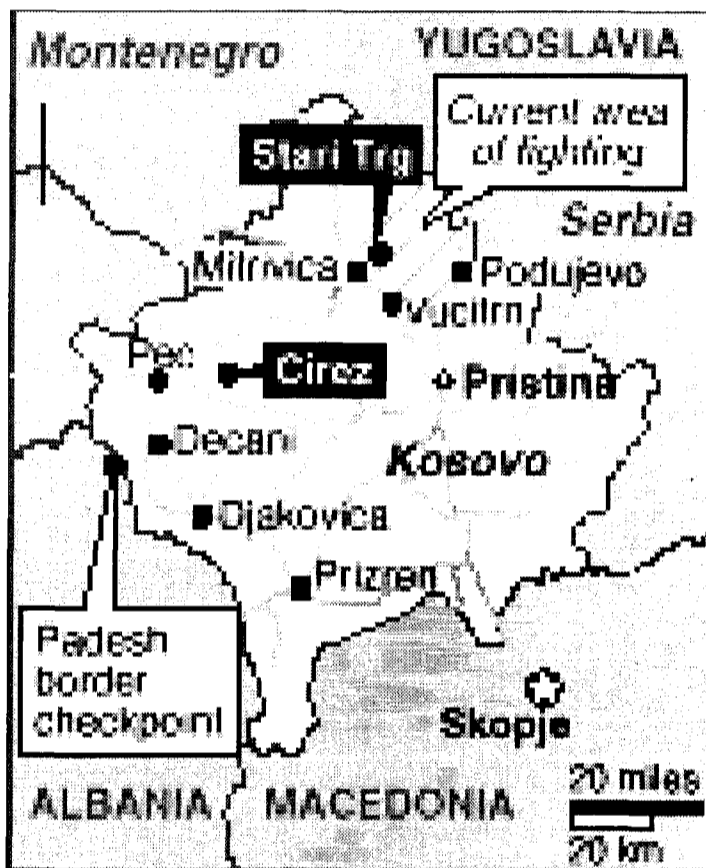 Montenegro
YUGOSLAVIA
Current area
of fighting
Stari Trg
Serbia
Mitrovica
Podujevo
Vucitrn
Pec
Cirez
Pristina
Decani
Kosovo
Djakovica
Prizren
Padesh
border
checkpoint
Skopje
20 miles
ALBANIA
MACEDONIA
20 km